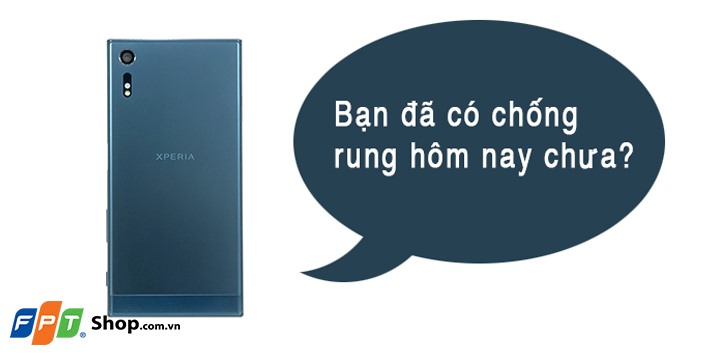 XPERIA
Bạn đã có chống
rung hôm nay chưa?
FPT Shop.com.vn